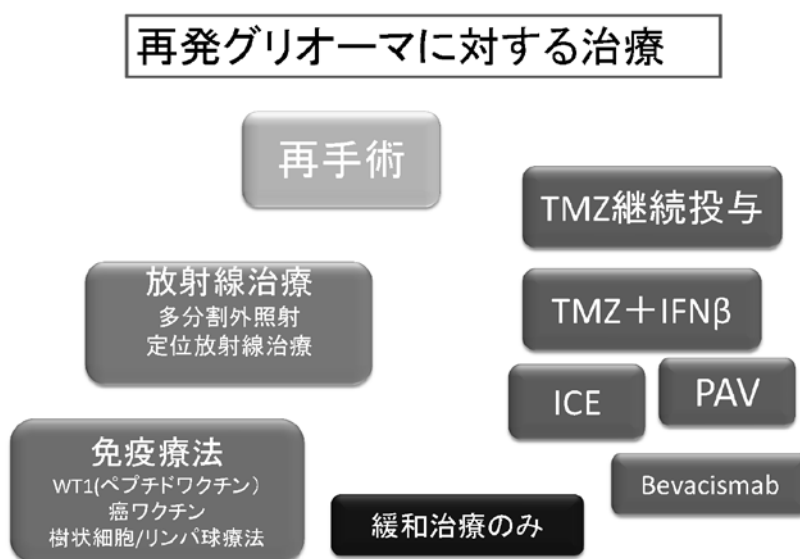 再発グリオーマに対する治療
再手術
TMZ継続投与
放射線治療
多分割外照射
定位放射線治療
TMZ＋IFNβ
ICE
PAV
免疫療法
WT1(ペプチドワクチン）
癌ワクチン
樹状細胞/リンパ球療法
Bevacismab
緩和治療のみ